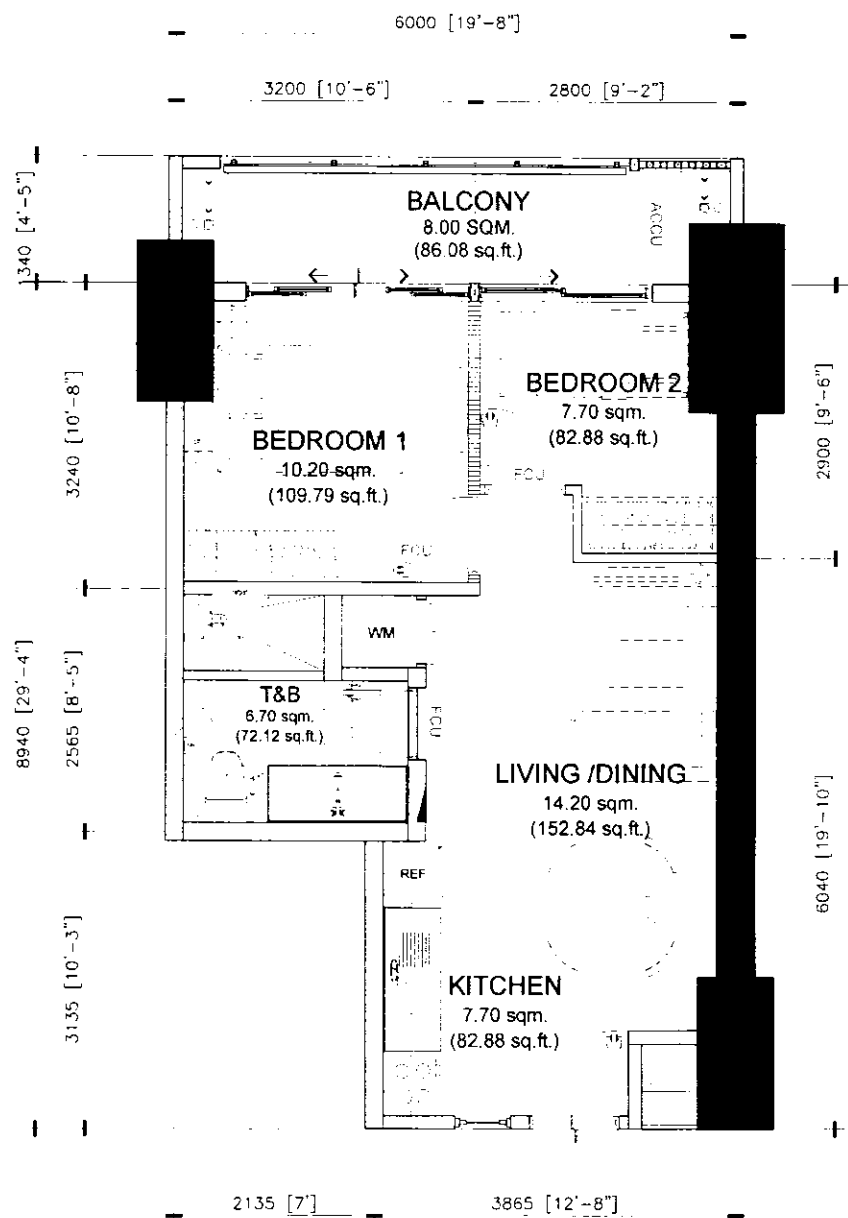 6000 [19'-8"]
3200 [10'-6"]
2800 [9'-2"]
340 [4'-5"]
BALCONY
8.00 SQM.
(86.08 sq.ft.)
ACCU
3240 [10'-8"]
2900 [9'-6"]
BEDROOM 2
7.70 sqm.
(82.88 sq.ft.)
FCU
BEDROOM 1
10.20 sqm.
(109.79 sq.ft.)
FCU
WM
8940 [29'-4"]
2565 [8'-5"]
T&B
6.70 sqm.
(72.12 sq.ft.)
FCU
LIVING /DINING
14.20 sqm.
(152.84 sq.ft.)
6040 [19'-10"]
REF
3135 [10'-3"]
KITCHEN
7.70 sqm.
(82.88 sq.ft.)
2135 [7']
3865 [12'-8"]